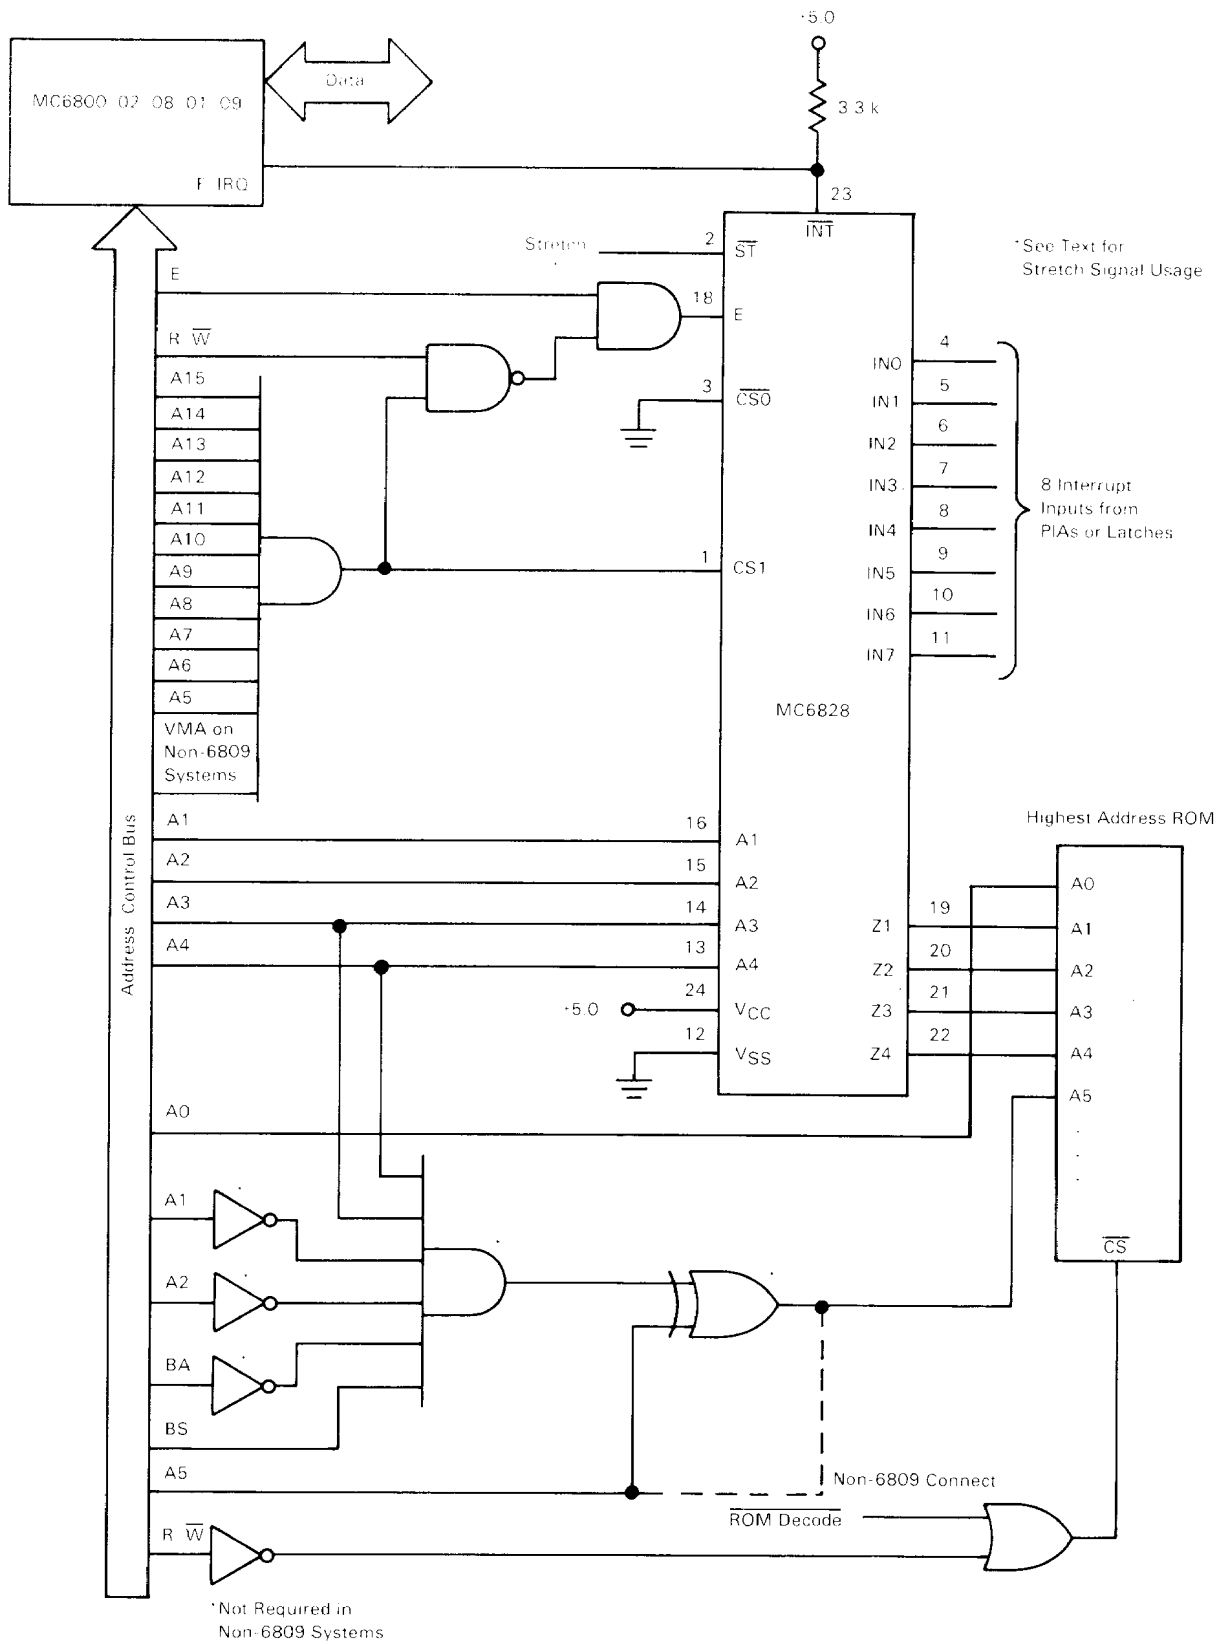 +5.0
MC6800 02 08 01 09
Data
3.3 k
F IRQ
23
INT
Stretch
2
ST
*See Text for
Stretch Signal Usage
E
18
E
R W
A15
3
CS0
A14
A13
A12
A11
A10
A9
A8
A7
A6
A5
VMA on
Non-6809
Systems
1
CS1
IN0
4
IN1
5
IN2
6
IN3
7
IN4
8
IN5
9
IN6
10
IN7
11
8 Interrupt
Inputs from
PIAs or Latches
MC6828
Address Control Bus
A1
16
A1
A2
15
A2
A3
14
A3
A4
13
A4
+5.0
24
VCC
12
VSS
Z1
19
Z2
20
Z3
21
Z4
22
Highest Address ROM
A0
A1
A2
A3
A4
A5
.
.
.
CS
A0
A1
A2
BA
BS
A5
Non-6809 Connect
ROM Decode
R W
*Not Required in
Non-6809 Systems